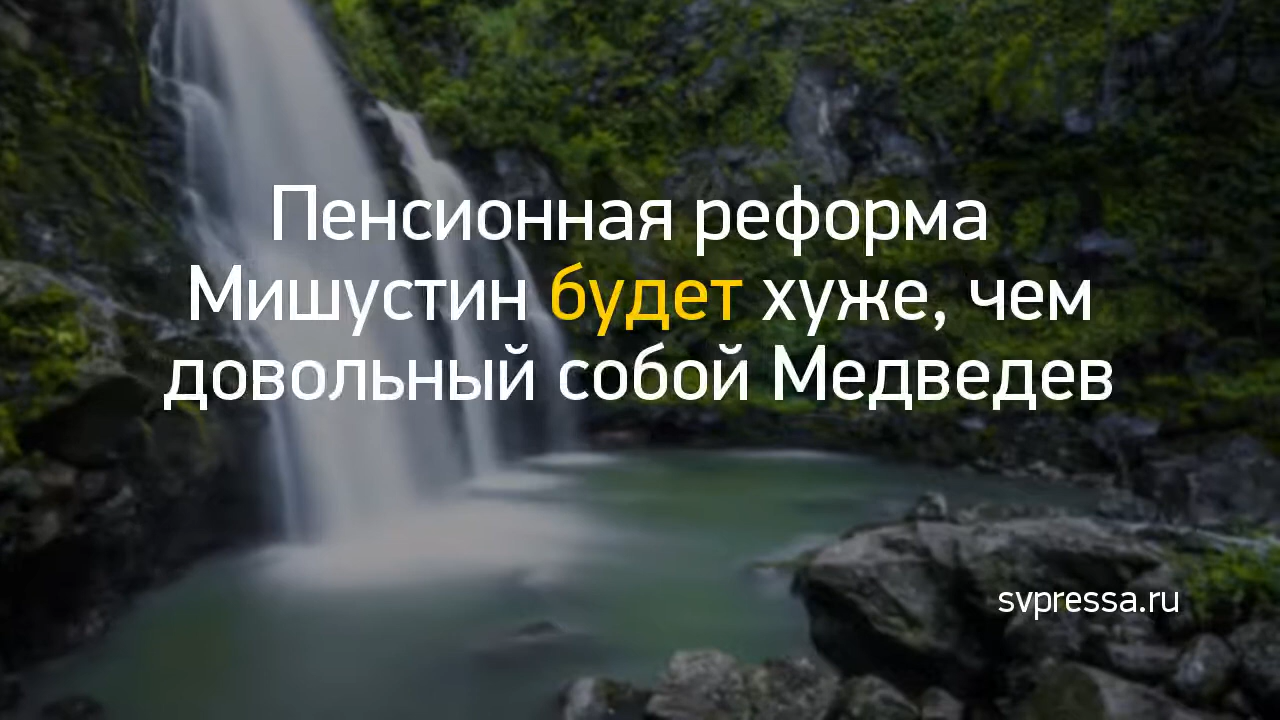 Пенсионная реформа
Мишустин будет хуже, чем
довольный собой Медведев
svpressa.ru